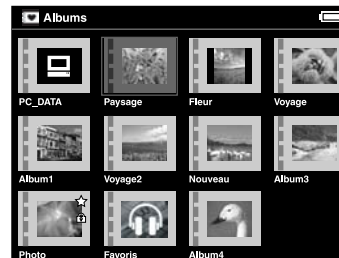 Albums
PC_DATA Paysage Fleur Voyage
Album1 Voyage2 Nouveau Album3
Photo Favoris Album4